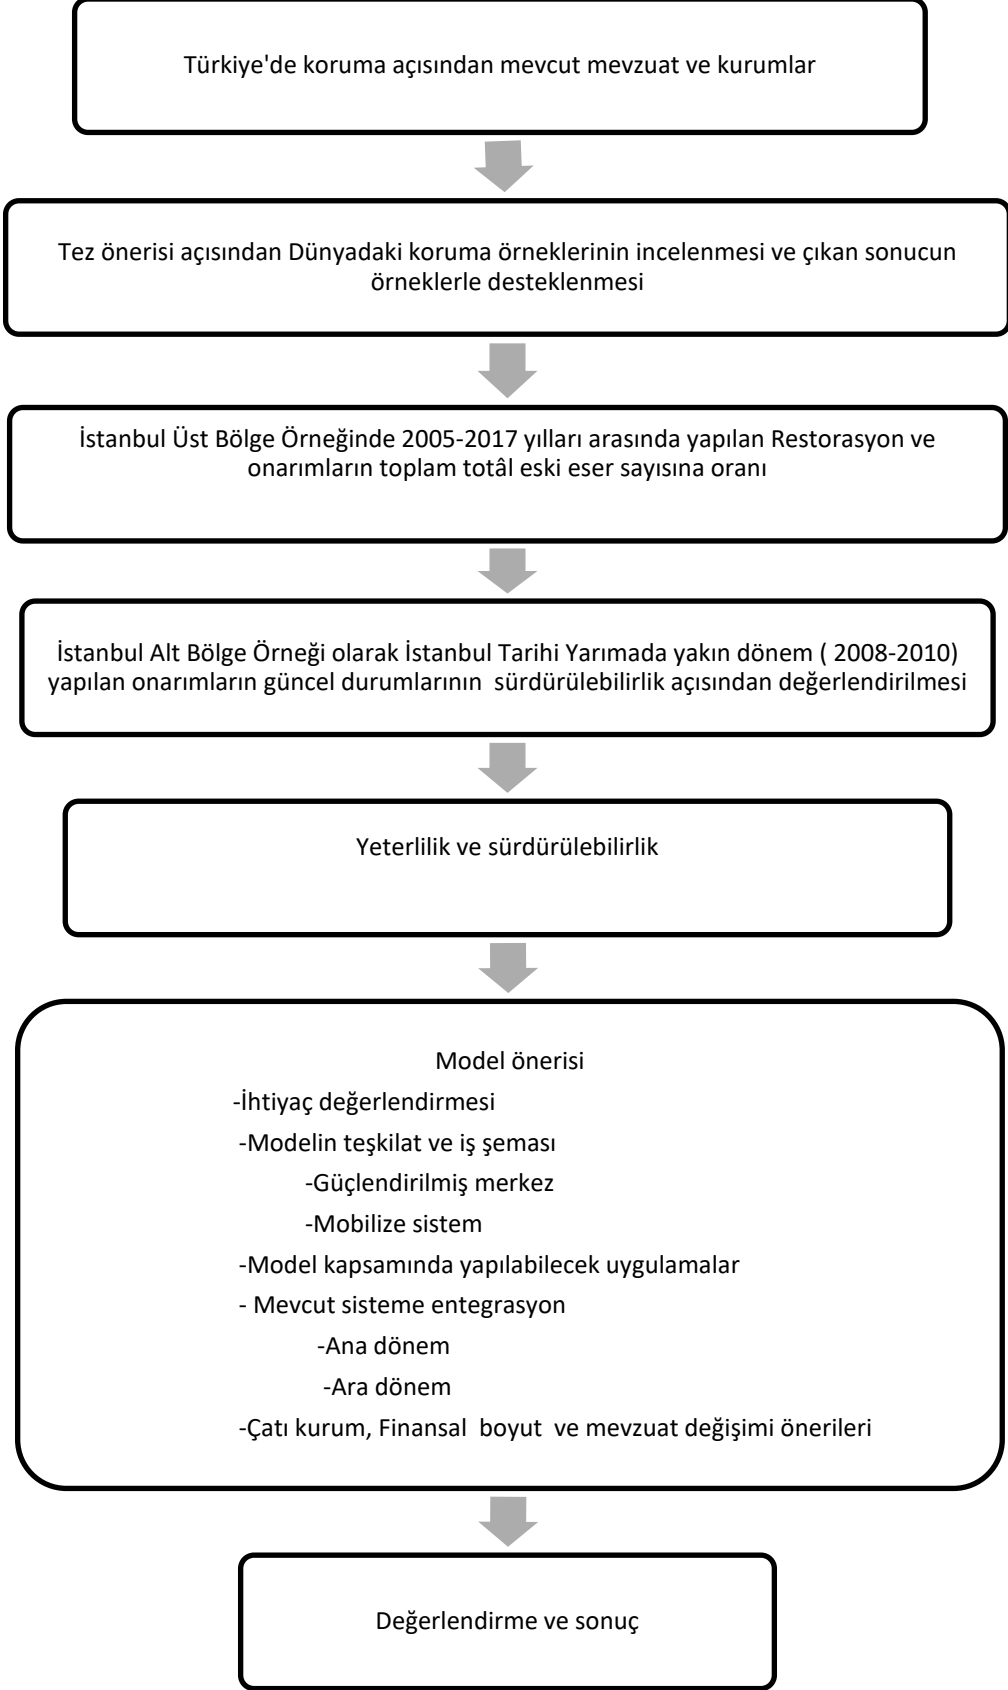 Türkiye'de koruma açısından mevcut mevzuat ve kurumlar
Tez önerisi açısından Dünyadaki koruma örneklerinin incelenmesi ve çıkan sonucun
örneklerle desteklenmesi
İstanbul Üst Bölge Örneğinde 2005-2017 yılları arasında yapılan Restorasyon ve
onarımların toplam totâl eski eser sayısına oranı
İstanbul Alt Bölge Örneği olarak İstanbul Tarihi Yarımada yakın dönem ( 2008-2010)
yapılan onarımların güncel durumlarının sürdürülebilirlik açısından değerlendirilmesi
Yeterlilik ve sürdürülebilirlik
Model önerisi
-İhtiyaç değerlendirmesi
-Modelin teşkilat ve iş şeması
-Güçlendirilmiş merkez
-Mobilize sistem
-Model kapsamında yapılabilecek uygulamalar
- Mevcut sisteme entegrasyon
-Ana dönem
-Ara dönem
-Çatı kurum, Finansal boyut ve mevzuat değişimi önerileri
Değerlendirme ve sonuç